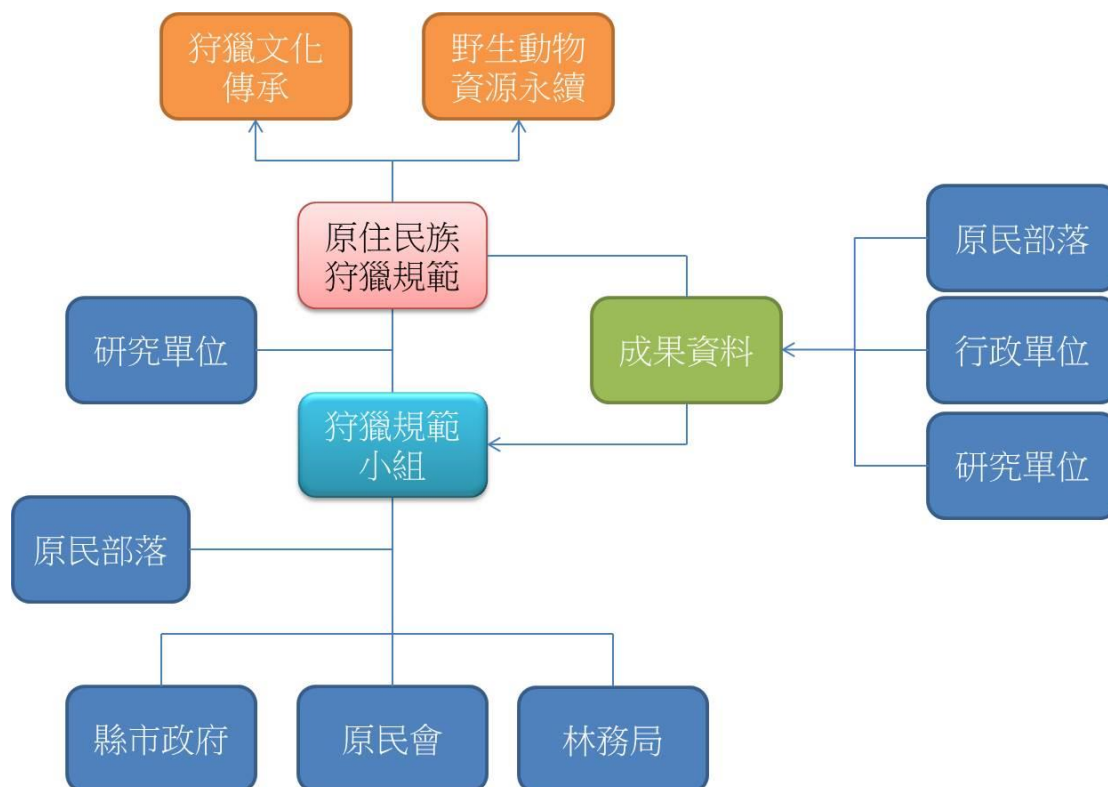 狩獵文化
傳承
野生動物
資源永續
原住民族
狩獵規範
原民部落
研究單位
成果資料
行政單位
狩獵規範
小組
研究單位
原民部落
縣市政府
原民會
林務局